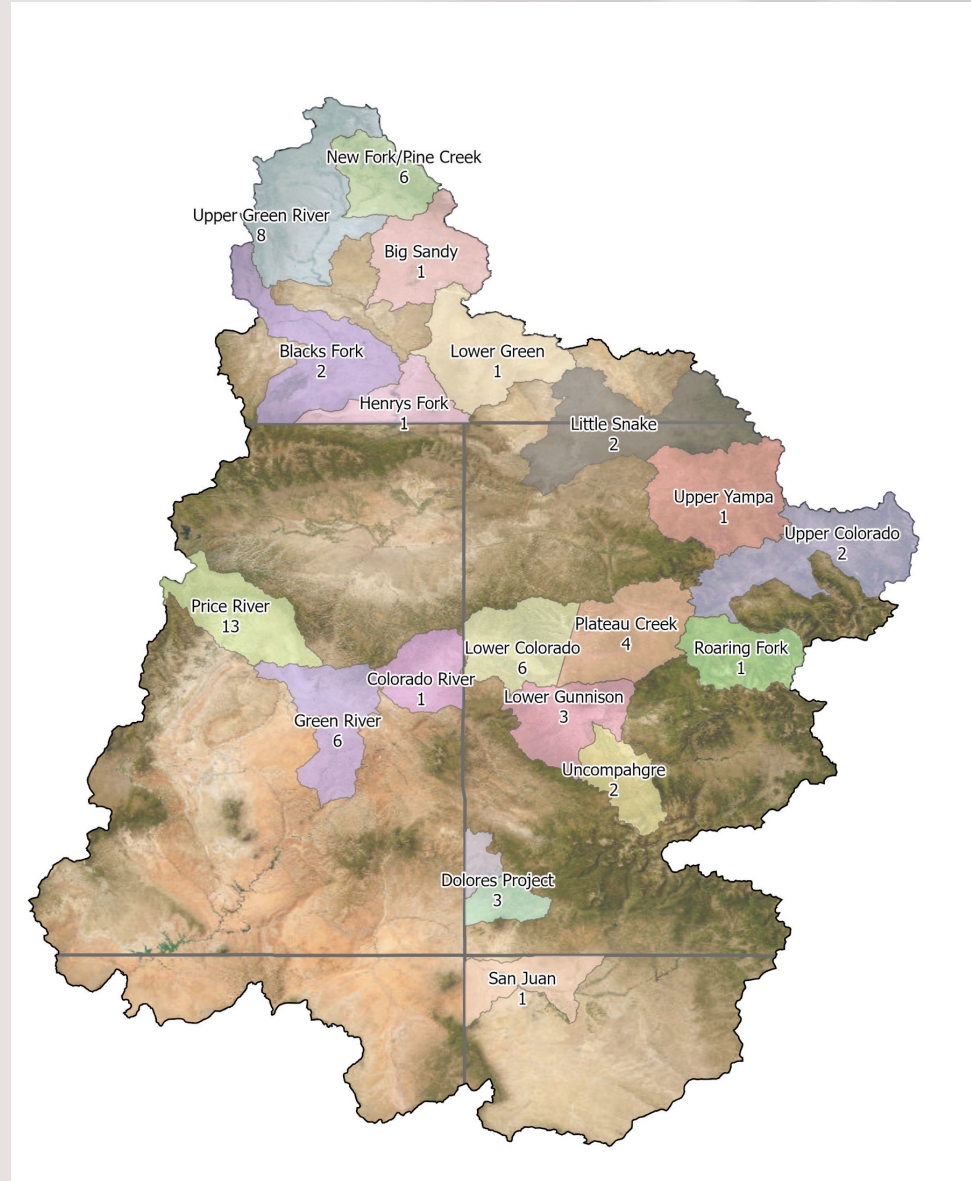 New Fork/Pine Creek
6
Upper Green River
8
Big Sandy
1
Blacks Fork
2
Lower Green
1
Henrys Fork
1
Little Snake
2
Upper Yampa
1
Upper Colorado
2
Price River
13
Plateau Creek
4
Lower Colorado
6
Roaring Fork
1
Colorado River
1
Lower Gunnison
3
Green River
6
Uncompahgre
2
Dolores Project
3
San Juan
1